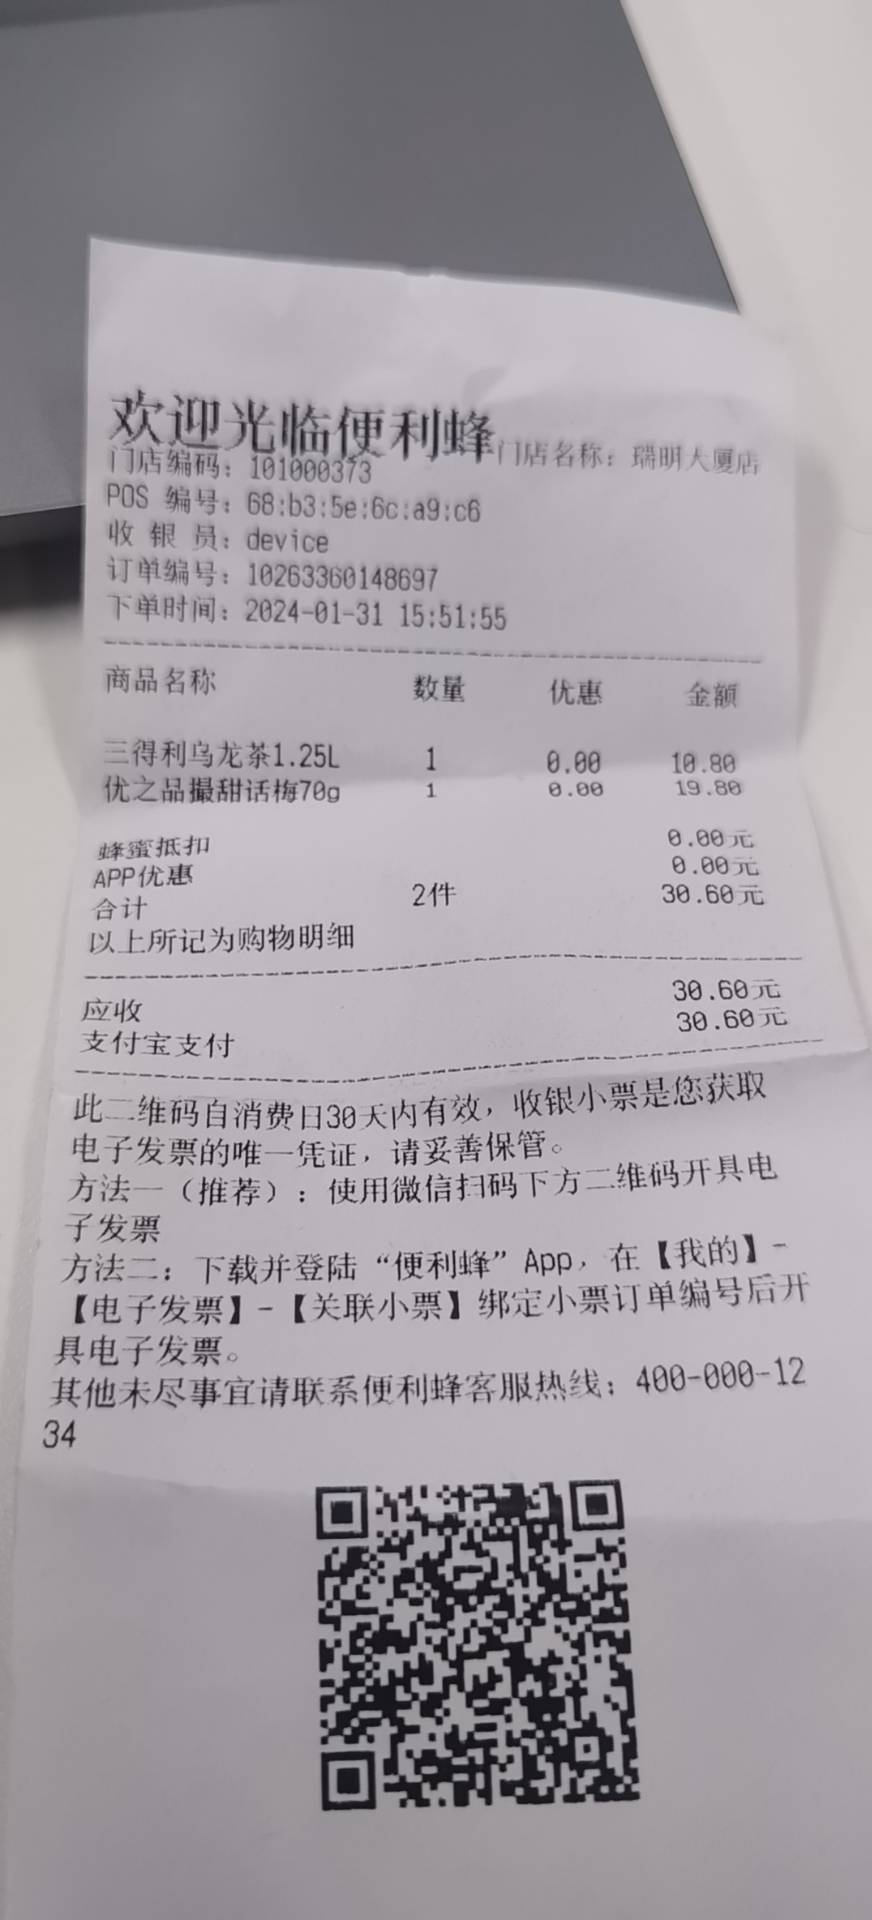 欢迎光临便利蜂门店名称：瑞明大厦店
门店编码：101000373
POS 编号：68:b3:5e:6c:a9:c6
收 银 员：device
订单编号：10263360148697
下单时间：2024-01-31 15:51:55
商品名称 数量 优惠 金额
三得利乌龙茶1.25L 1 0.00 10.80
优之品撮甜话梅70g 1 0.00 19.80
蜂蜜抵扣 0.00元
APP优惠 0.00元
合计 2件 30.60元
以上所记为购物明细
应收 30.60元
支付宝支付 30.60元
此二维码自消费日30天内有效，收银小票是您获取
电子发票的唯一凭证，请妥善保管。
方法一（推荐）：使用微信扫码下方二维码开具电
子发票
方法二：下载并登陆“便利蜂”App，在【我的】-
【电子发票】-【关联小票】绑定小票订单编号后开
具电子发票。
其他未尽事宜请联系便利蜂客服热线：400-000-12
34